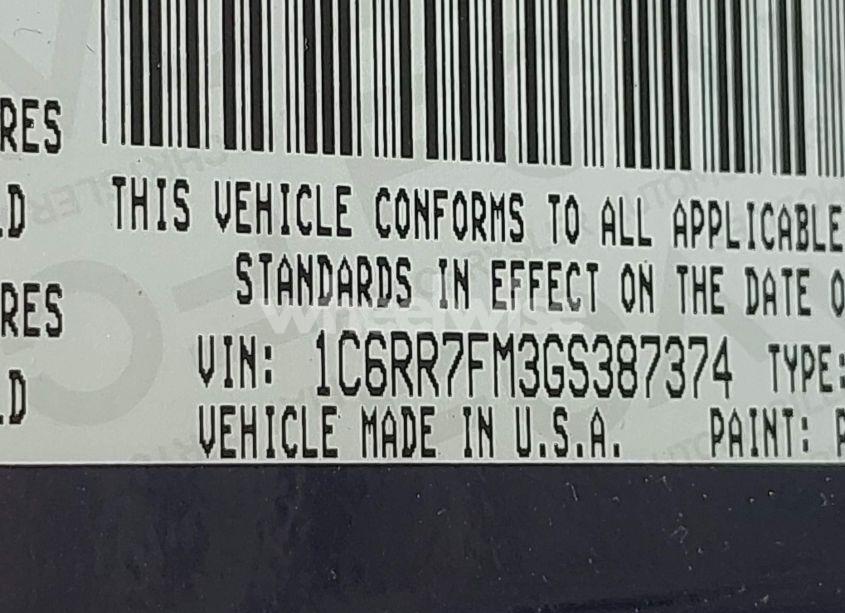 RES
LD
THIS VEHICLE CONFORMS TO ALL APPLICABLE
STANDARDS IN EFFECT ON THE DATE O
RES
wheelwise
VIN: 1C6RR7FM3GS387374 TYPE:
LD
VEHICLE MADE IN U.S.A. PAINT: P